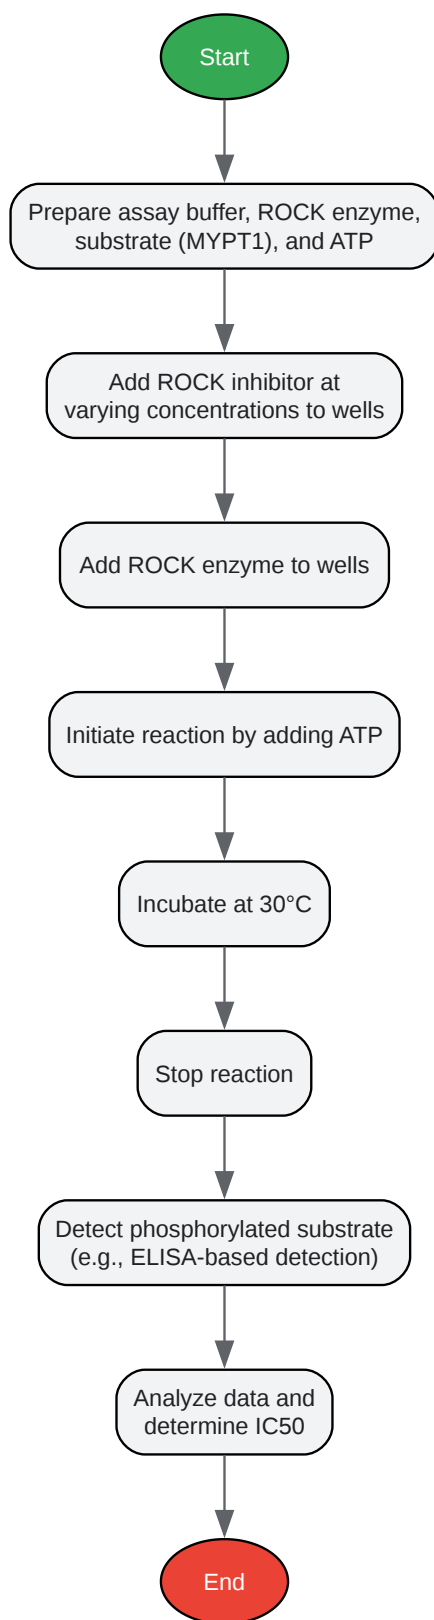 Start
Prepare assay buffer, ROCK enzyme,
substrate (MYPT1), and ATP
Add ROCK inhibitor at
varying concentrations to wells
Add ROCK enzyme to wells
Initiate reaction by adding ATP
Incubate at 30°C
Stop reaction
Detect phosphorylated substrate
(e.g., ELISA-based detection)
Analyze data and
determine IC50
End